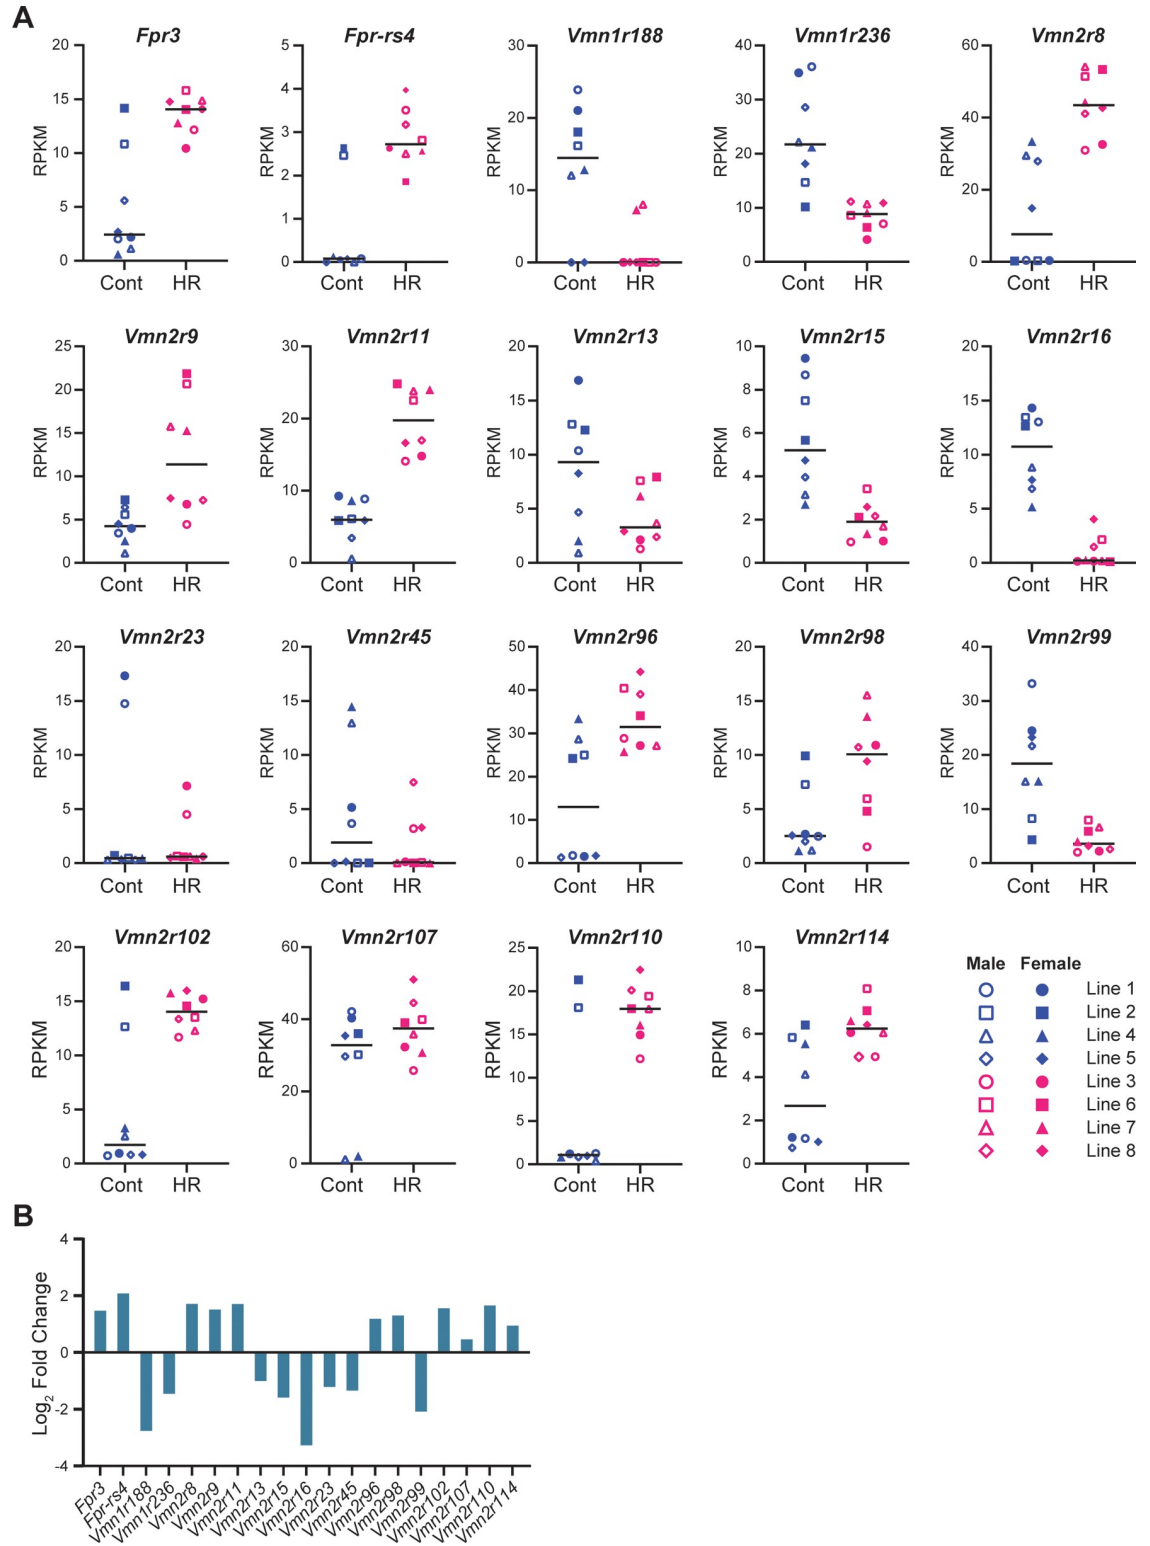 A
Fpr3
20
15
10
5
0
RPKM
Cont HR
Fpr-rs4
5
4
3
2
1
0
RPKM
Cont HR
Vmn1r188
30
20
10
0
RPKM
Cont HR
Vmn1r236
40
30
20
10
0
RPKM
Cont HR
Vmn2r8
60
40
20
0
RPKM
Cont HR
Vmn2r9
25
20
15
10
5
0
RPKM
Cont HR
Vmn2r11
30
20
10
0
RPKM
Cont HR
Vmn2r13
20
15
10
5
0
RPKM
Cont HR
Vmn2r15
10
8
6
4
2
0
RPKM
Cont HR
Vmn2r16
20
15
10
5
0
RPKM
Cont HR
Vmn2r23
20
15
10
5
0
RPKM
Cont HR
Vmn2r45
20
15
10
5
0
RPKM
Cont HR
Vmn2r96
50
40
30
20
10
0
RPKM
Cont HR
Vmn2r98
20
15
10
5
0
RPKM
Cont HR
Vmn2r99
40
30
20
10
0
RPKM
Cont HR
Vmn2r102
20
15
10
5
0
RPKM
Cont HR
Vmn2r107
60
40
20
0
RPKM
Cont HR
Vmn2r110
25
20
15
10
5
0
RPKM
Cont HR
Vmn2r114
10
8
6
4
2
0
RPKM
Cont HR
Male Female
Line 1
Line 2
Line 4
Line 5
Line 3
Line 6
Line 7
Line 8
B
4
2
0
-2
-4
Log2 Fold Change
Fpr3
Fpr-rs4
Vmn1r188
Vmn1r236
Vmn2r8
Vmn2r9
Vmn2r11
Vmn2r13
Vmn2r15
Vmn2r16
Vmn2r23
Vmn2r45
Vmn2r96
Vmn2r98
Vmn2r99
Vmn2r102
Vmn2r107
Vmn2r110
Vmn2r114